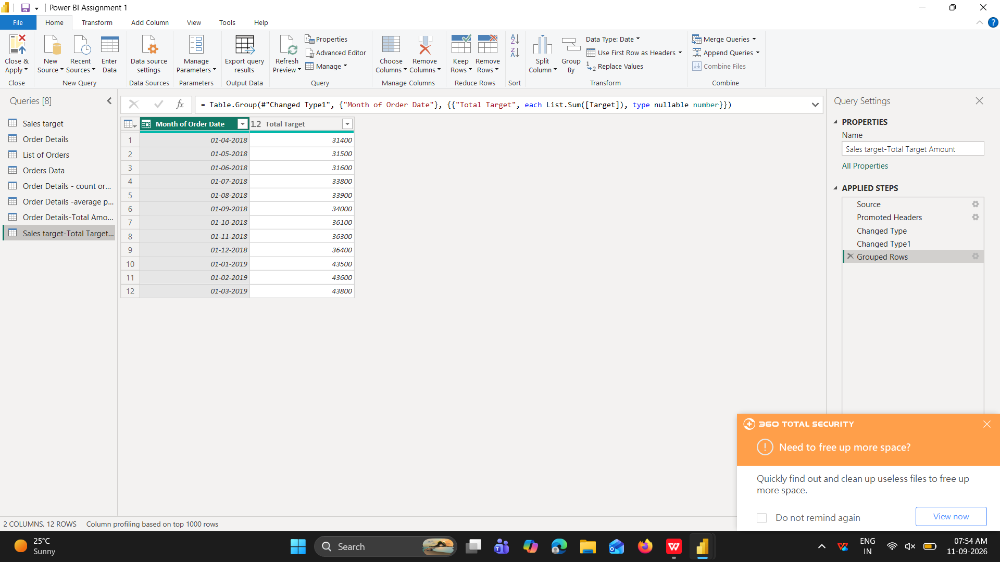 Power BI Assignment 1
File Home Transform Add Column View Tools Help
Close & Apply
Close
New Source
Recent Sources
Enter Data
New Query
Data source settings
Data Sources
Manage Parameters
Parameters
Export query results
Output Data
Refresh Preview
Properties
Advanced Editor
Manage
Query
Choose Columns
Remove Columns
Manage Columns
Keep Rows
Remove Rows
Reduce Rows
A
Z
Z
A
Sort
Split Column
Group By
Data Type: Date
Use First Row as Headers
1 2 Replace Values
Transform
Merge Queries
Append Queries
Combine Files
Combine
Queries [8]
Sales target
Order Details
List of Orders
Orders Data
Order Details - count or...
Order Details -average p...
Order Details-Total Amo...
Sales target-Total Target...
fx
= Table.Group(#"Changed Type1", {"Month of Order Date"}, {{"Total Target", each List.Sum([Target]), type nullable number}})
Month of Order Date 1.2 Total Target
1 01-04-2018 31400
2 01-05-2018 31500
3 01-06-2018 31600
4 01-07-2018 33800
5 01-08-2018 33900
6 01-09-2018 34000
7 01-10-2018 36100
8 01-11-2018 36300
9 01-12-2018 36400
10 01-01-2019 43500
11 01-02-2019 43600
12 01-03-2019 43800
Query Settings
PROPERTIES
Name
Sales target-Total Target Amount
All Properties
APPLIED STEPS
Source
Promoted Headers
Changed Type
Changed Type1
Grouped Rows
360 TOTAL SECURITY
Need to free up more space?
Quickly find out and clean up useless files to free up
more space.
Do not remind again
View now
2 COLUMNS, 12 ROWS Column profiling based on top 1000 rows
25°C
Sunny
Search
ENG
IN
07:54 AM
11-09-2026